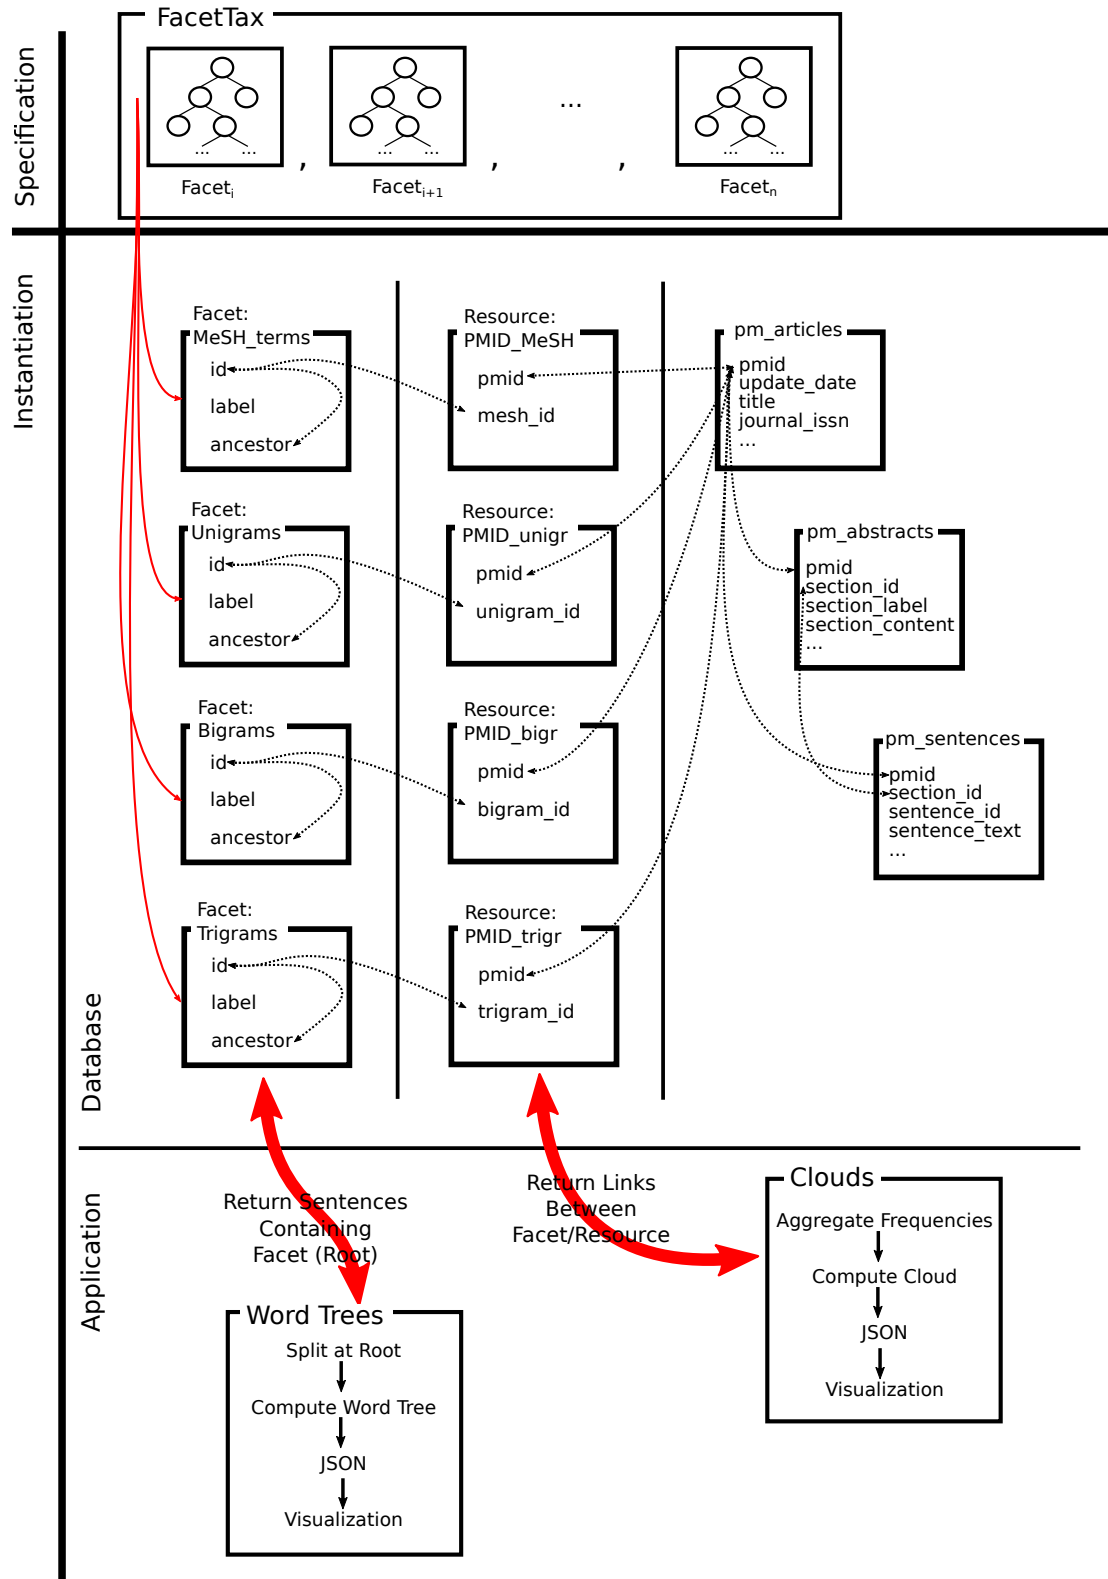 FacetTax
Specification
... ...
... ...
...
... ...
,
,
,
Facet_i
Facet_i+1
Facet_n
Instantiation
Database
Facet:
MeSH_terms
id
label
ancestor
Resource:
PMID_MeSH
pmid
mesh_id
pm_articles
pmid
update_date
title
journal_issn
...
Facet:
Unigrams
id
label
ancestor
Resource:
PMID_unigr
pmid
unigram_id
pm_abstracts
pmid
section_id
section_label
section_content
...
Facet:
Bigrams
id
label
ancestor
Resource:
PMID_bigr
pmid
bigram_id
pm_sentences
pmid
section_id
sentence_id
sentence_text
...
Facet:
Trigrams
id
label
ancestor
Resource:
PMID_trigr
pmid
trigram_id
Application
Return Sentences
Containing
Facet (Root)
Return Links
Between
Facet/Resource
Clouds
Aggregate Frequencies
Compute Cloud
JSON
Visualization
Word Trees
Split at Root
Compute Word Tree
JSON
Visualization